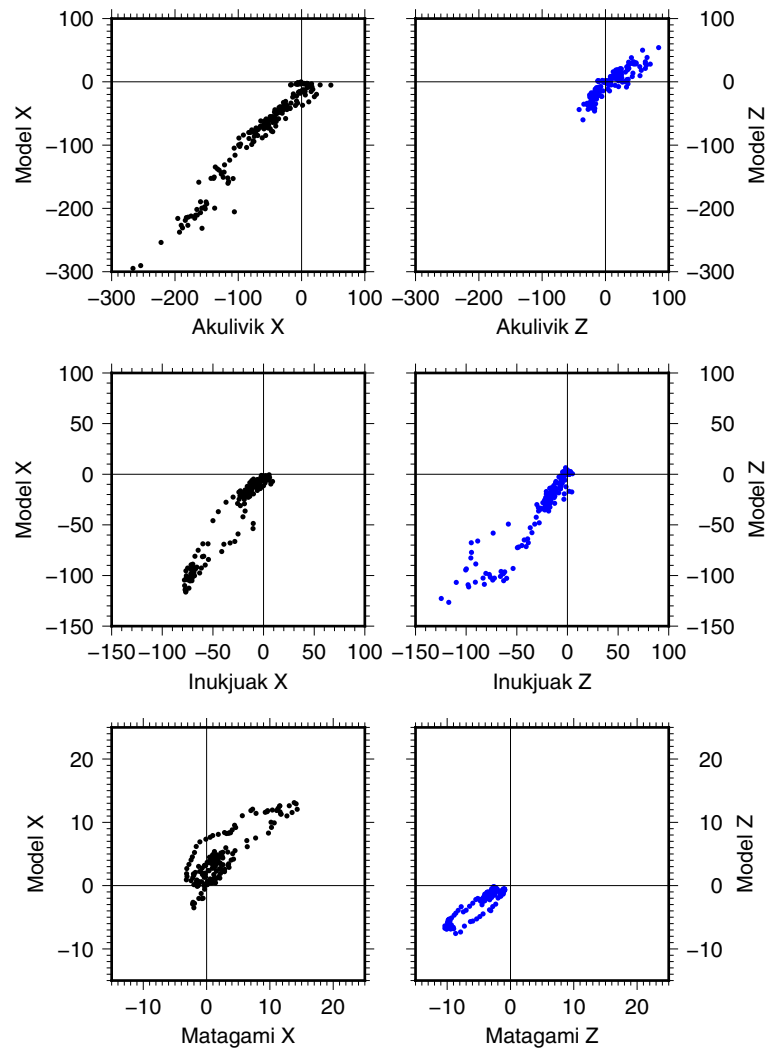 100 100
0 0
−100 −100
−200 −200
−300 −300
Model X Model Z
−300 −200 −100 0 100 −300 −200 −100 0 100
Akulivik X Akulivik Z
100 100
50 50
0 0
−50 −50
−100 −100
−150 −150
Model X Model Z
−150 −100 −50 0 50 100 −150 −100 −50 0 50 100
Inukjuak X Inukjuak Z
20 20
10 10
0 0
−10 −10
Model X Model Z
−10 0 10 20 −10 0 10 20
Matagami X Matagami Z